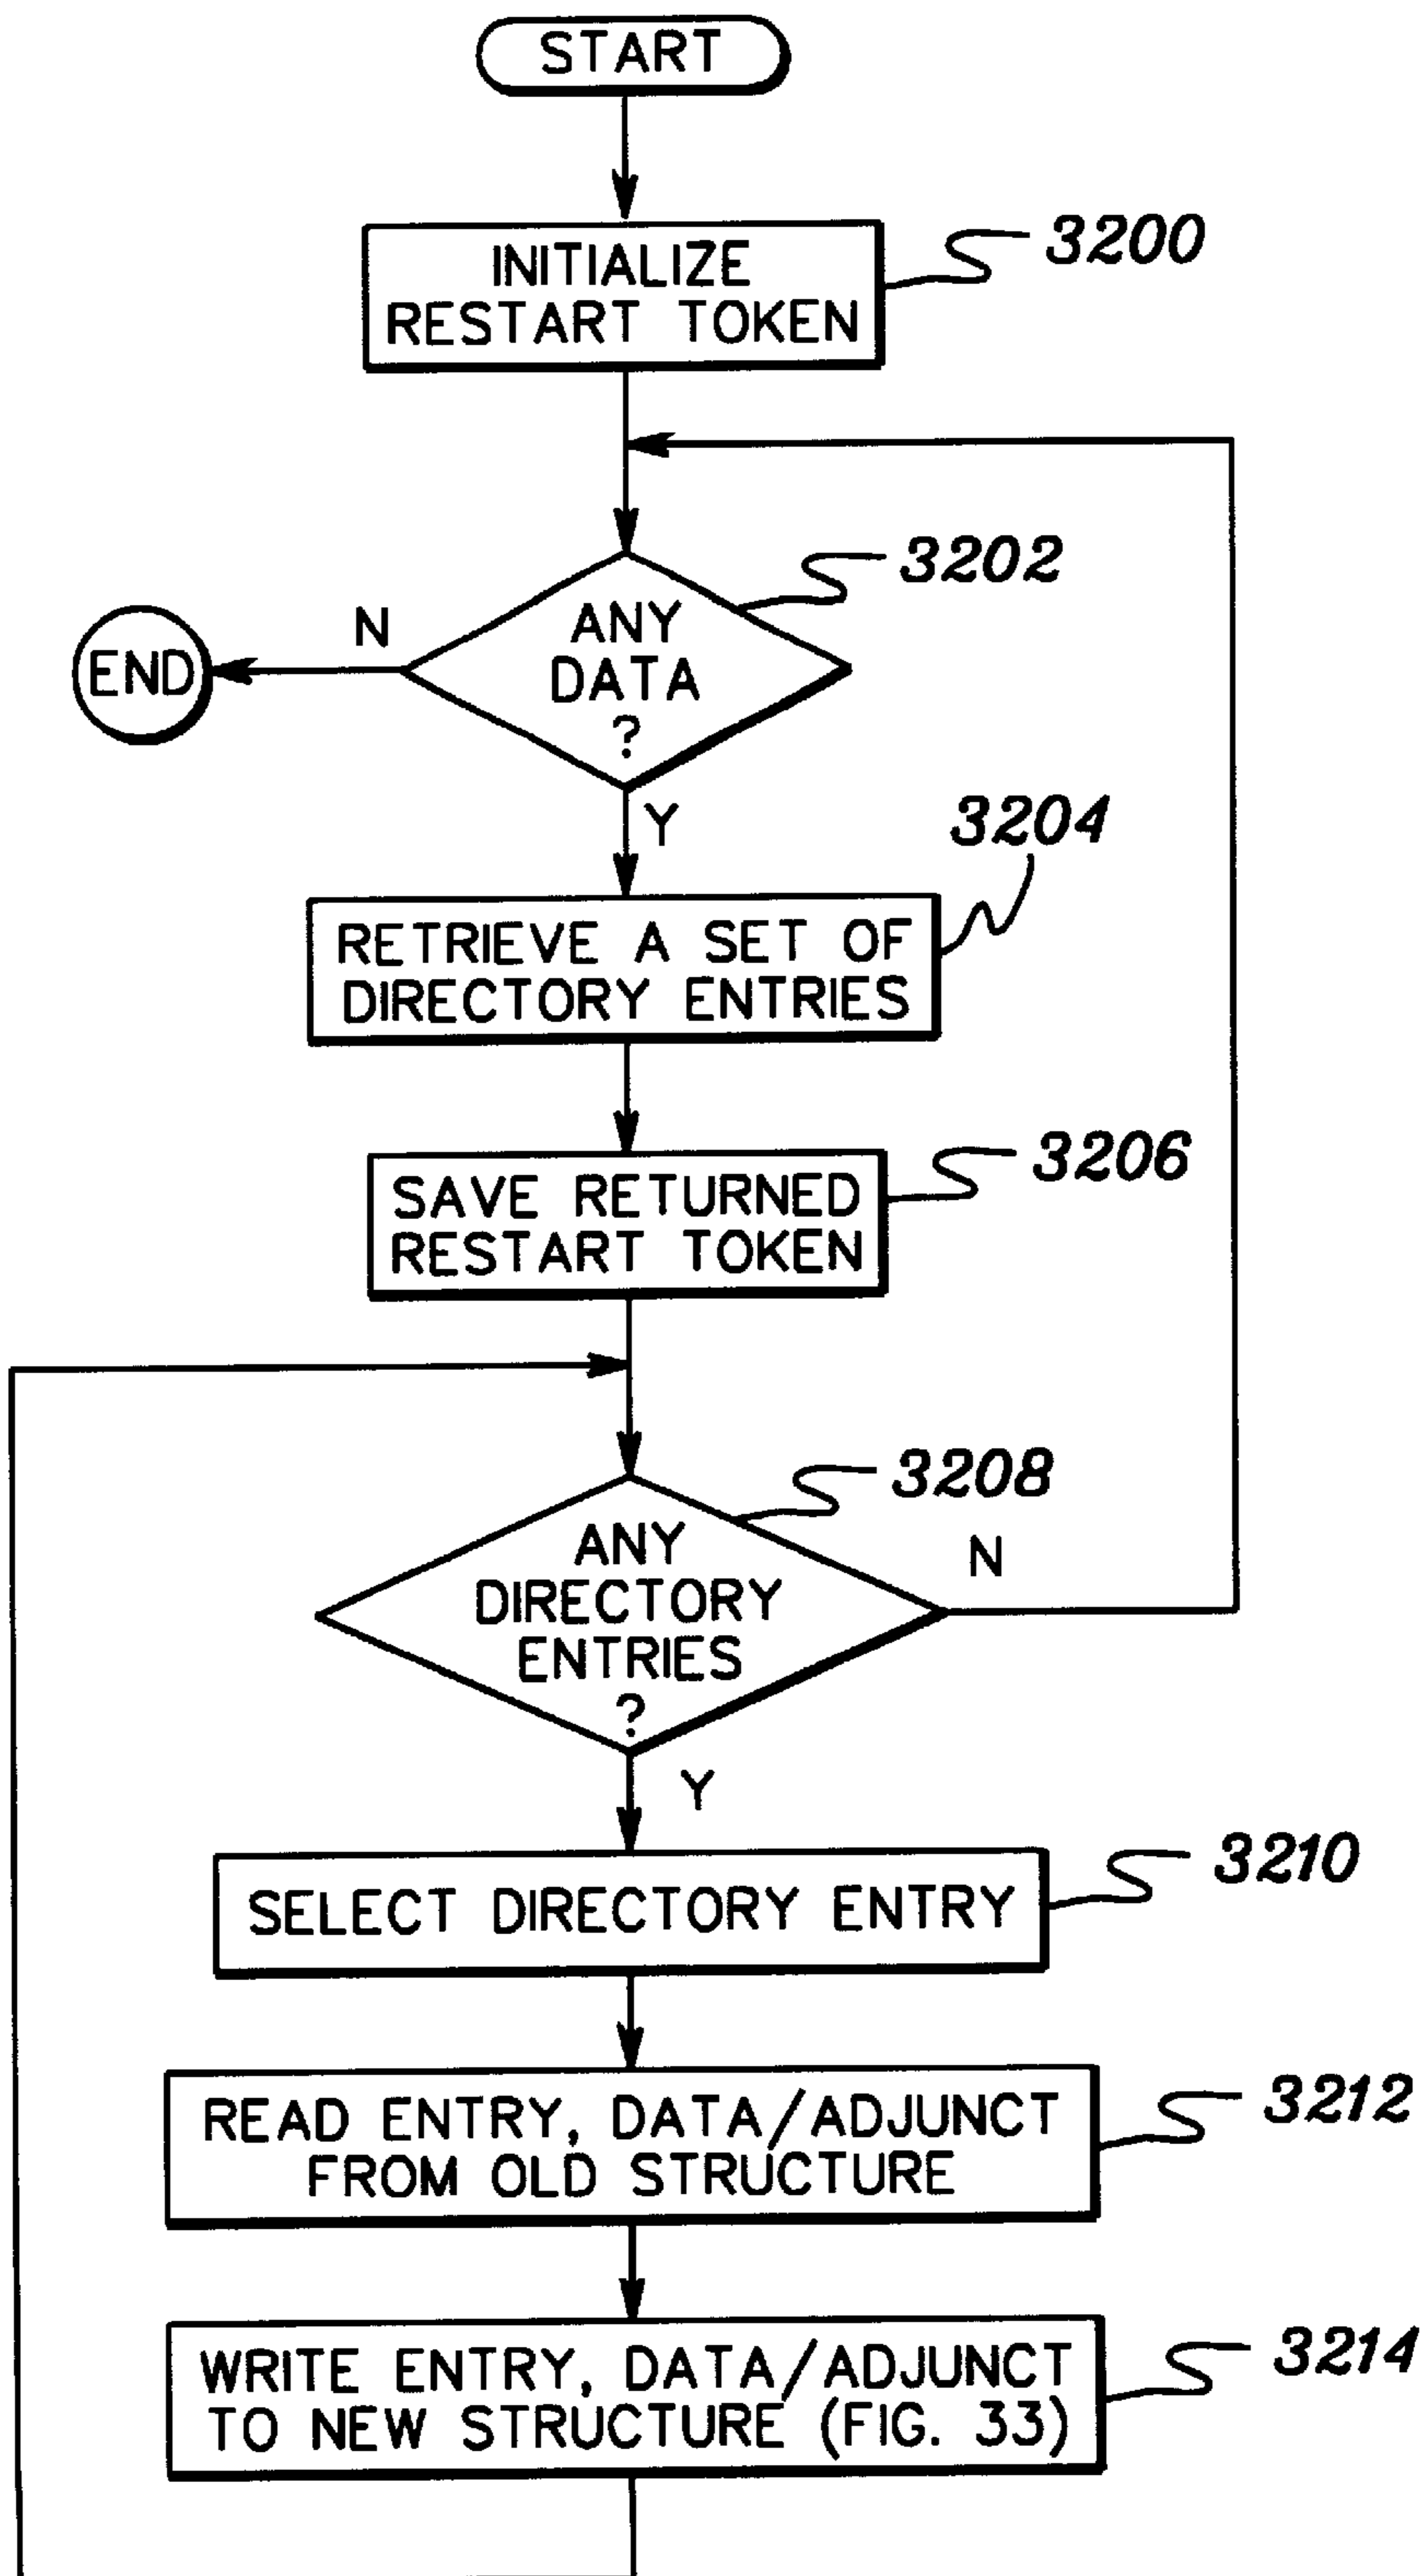 START
INITIALIZE
RESTART TOKEN
3200
ANY
DATA
?
3202
N
END
Y
3204
RETRIEVE A SET OF
DIRECTORY ENTRIES
SAVE RETURNED
RESTART TOKEN
3206
ANY
DIRECTORY
ENTRIES
?
3208
N
Y
SELECT DIRECTORY ENTRY
3210
READ ENTRY, DATA/ADJUNCT
FROM OLD STRUCTURE
3212
WRITE ENTRY, DATA/ADJUNCT
TO NEW STRUCTURE (FIG. 33)
3214